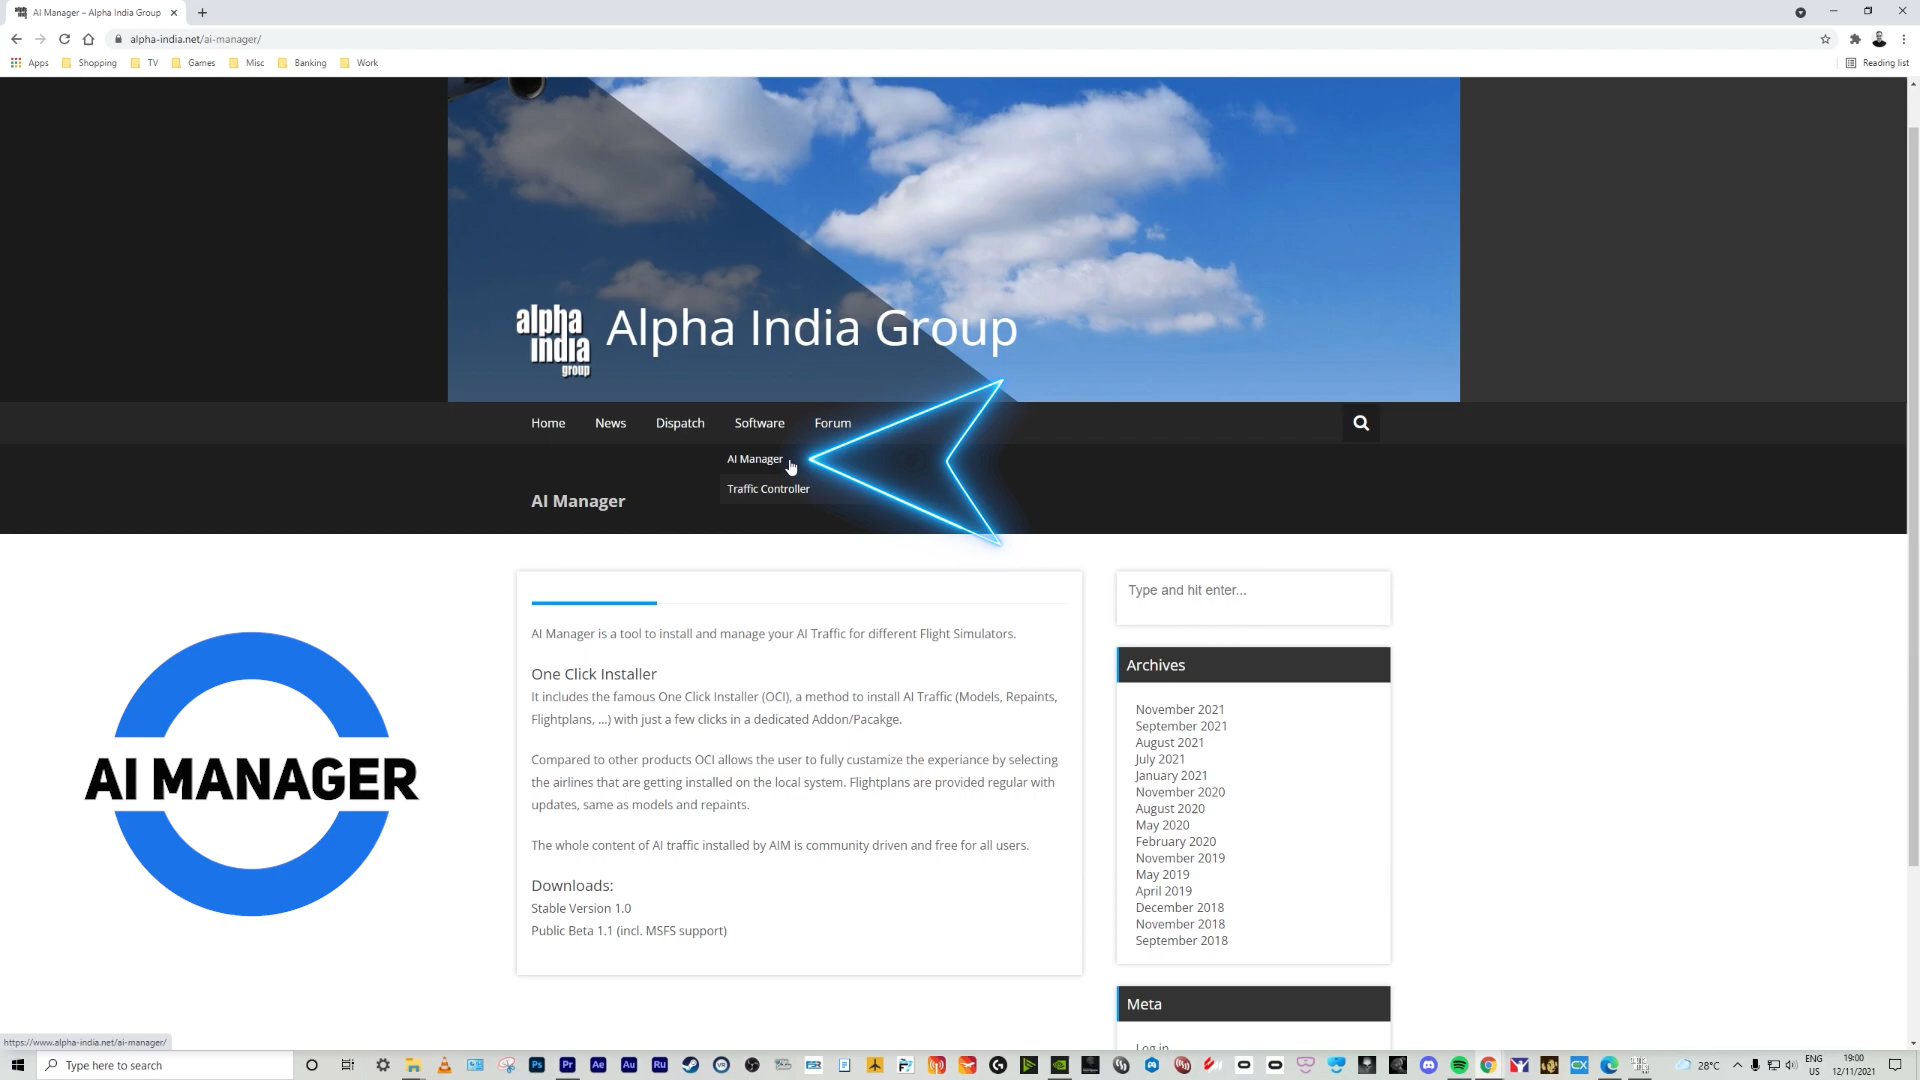 AI Manager – Alpha India Group
alpha-india.net/ai-manager/
Apps Shopping TV Games Misc Banking Work Reading list
alpha
india
group
Alpha India Group
Home News Dispatch Software Forum
AI Manager
Traffic Controller
AI Manager
AI MANAGER
AI Manager is a tool to install and manage your AI Traffic for different Flight Simulators.
One Click Installer
It includes the famous One Click Installer (OCI), a method to install AI Traffic (Models, Repaints,
Flightplans, ...) with just a few clicks in a dedicated Addon/Pacakge.
Compared to other products OCI allows the user to fully custamize the experiance by selecting
the airlines that are getting installed on the local system. Flightplans are provided regular with
updates, same as models and repaints.
The whole content of AI traffic installed by AIM is community driven and free for all users.
Downloads:
Stable Version 1.0
Public Beta 1.1 (incl. MSFS support)
Type and hit enter...
Archives
November 2021
September 2021
August 2021
July 2021
January 2021
November 2020
August 2020
May 2020
February 2020
November 2019
May 2019
April 2019
December 2018
November 2018
September 2018
Meta
Log in
https://www.alpha-india.net/ai-manager/
Type here to search
Ps Pr Ae Au Ru
28°C
ENG
US
19:00
12/11/2021